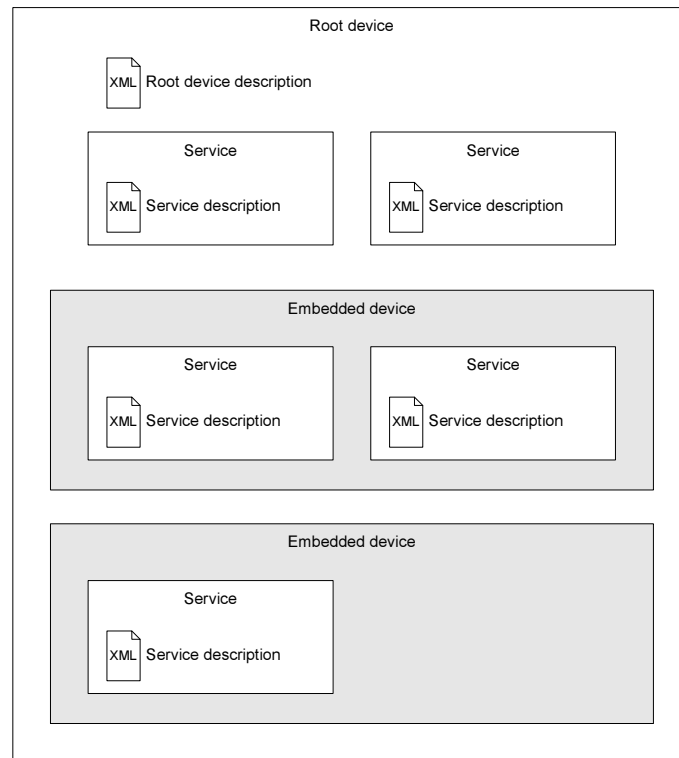 Root device
XML Root device description
Service Service
XML Service description XML Service description
Embedded device
Service Service
XML Service description XML Service description
Embedded device
Service
XML Service description